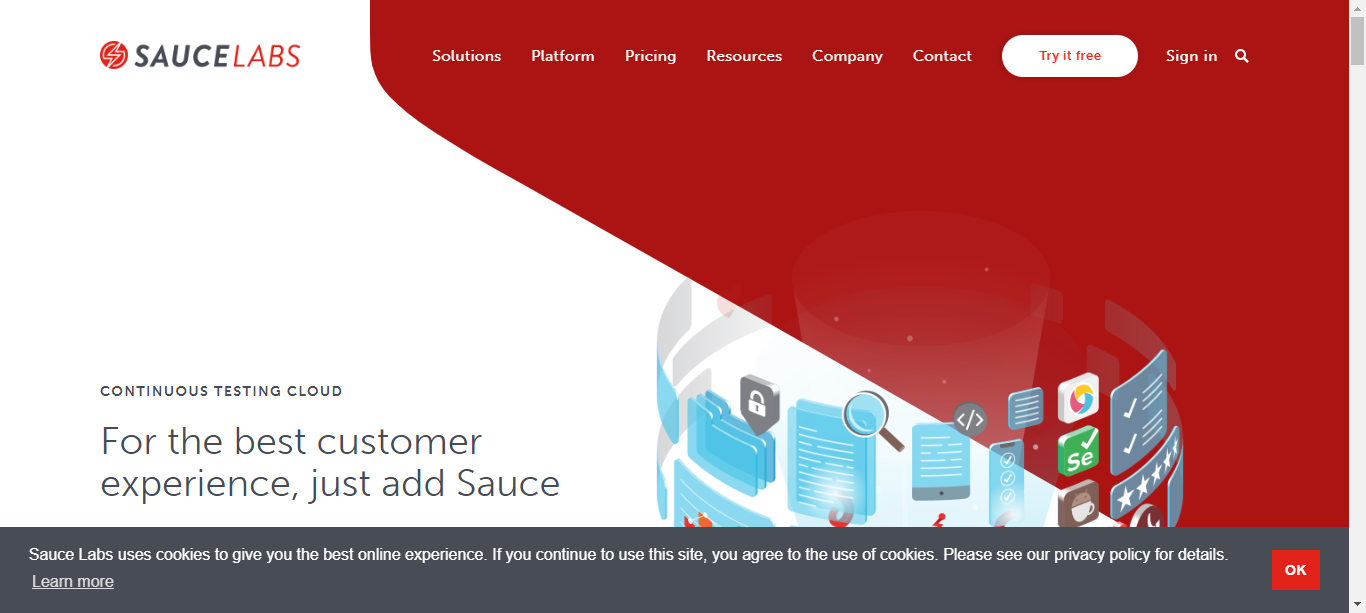 SAUCE LABS
Solutions Platform Pricing Resources Company Contact Try it free Sign in
CONTINUOUS TESTING CLOUD
For the best customer
experience, just add Sauce
</>
Se
Sauce Labs uses cookies to give you the best online experience. If you continue to use this site, you agree to the use of cookies. Please see our privacy policy for details.
Learn more
OK